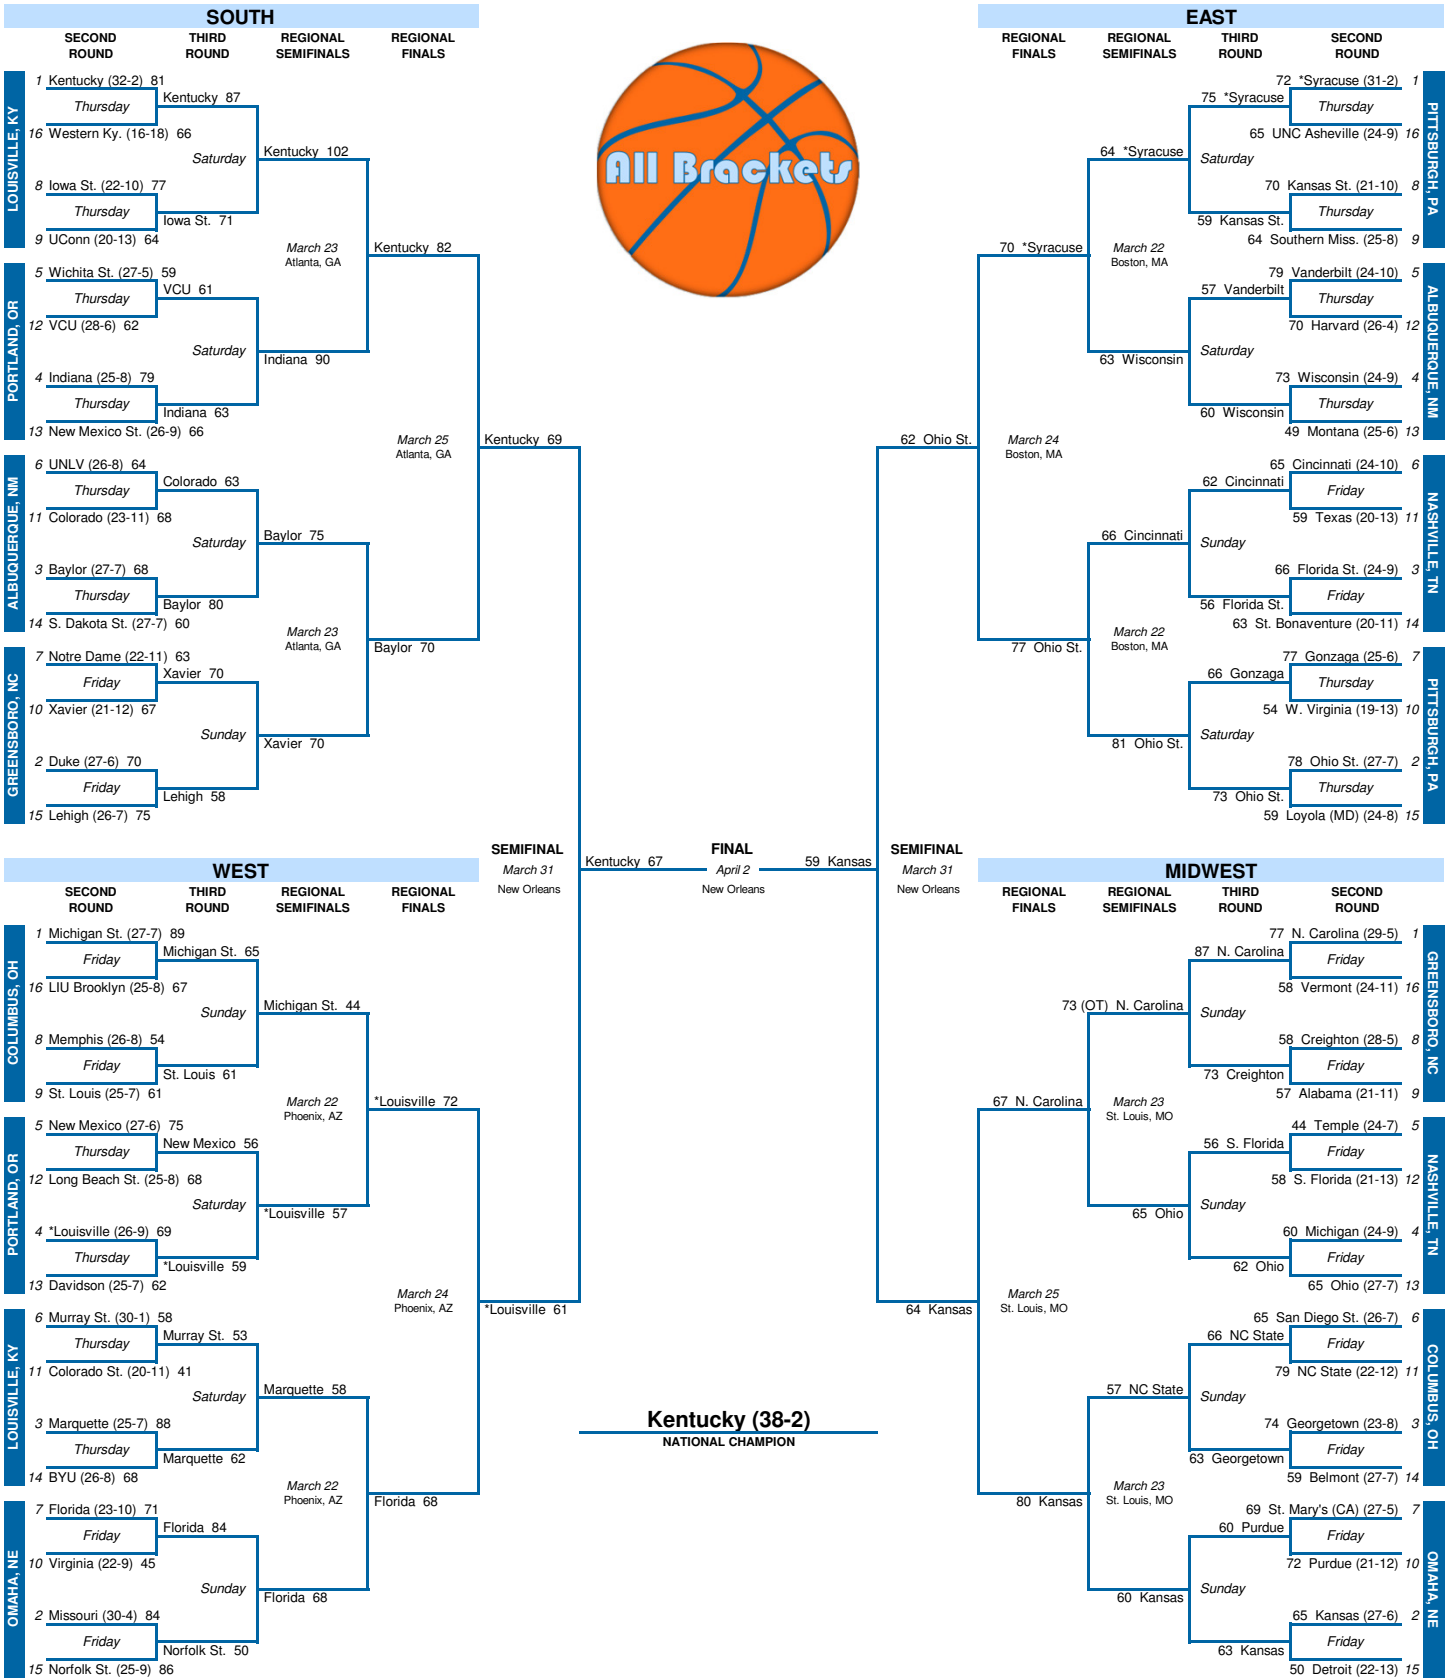 SOUTH
SECOND ROUND
THIRD ROUND
REGIONAL SEMIFINALS
REGIONAL FINALS
LOUISVILLE, KY
1 Kentucky (32-2) 81
Thursday
16 Western Ky. (16-18) 66
Kentucky 87
Saturday
8 Iowa St. (22-10) 77
Thursday
9 UConn (20-13) 64
Iowa St. 71
Kentucky 102
March 23
Atlanta, GA
Kentucky 82
PORTLAND, OR
5 Wichita St. (27-5) 59
Thursday
12 VCU (28-6) 62
VCU 61
Saturday
4 Indiana (25-8) 79
Thursday
13 New Mexico St. (26-9) 66
Indiana 63
Indiana 90
March 25
Atlanta, GA
Kentucky 69
ALBUQUERQUE, NM
6 UNLV (26-8) 64
Thursday
11 Colorado (23-11) 68
Colorado 63
Saturday
3 Baylor (27-7) 68
Thursday
14 S. Dakota St. (27-7) 60
Baylor 80
Baylor 75
March 23
Atlanta, GA
Baylor 70
GREENSBORO, NC
7 Notre Dame (22-11) 63
Friday
10 Xavier (21-12) 67
Xavier 70
Sunday
2 Duke (27-6) 70
Friday
15 Lehigh (26-7) 75
Lehigh 58
Xavier 70
All Brackets
EAST
REGIONAL FINALS
REGIONAL SEMIFINALS
THIRD ROUND
SECOND ROUND
PITTSBURGH, PA
72 *Syracuse (31-2) 1
Thursday
65 UNC Asheville (24-9) 16
75 *Syracuse
Saturday
70 Kansas St. (21-10) 8
Thursday
64 Southern Miss. (25-8) 9
59 Kansas St.
64 *Syracuse
March 22
Boston, MA
70 *Syracuse
ALBUQUERQUE, NM
79 Vanderbilt (24-10) 5
Thursday
70 Harvard (26-4) 12
57 Vanderbilt
Saturday
73 Wisconsin (24-9) 4
Thursday
49 Montana (25-6) 13
60 Wisconsin
63 Wisconsin
March 24
Boston, MA
62 Ohio St.
NASHVILLE, TN
65 Cincinnati (24-10) 6
Friday
59 Texas (20-13) 11
62 Cincinnati
Sunday
66 Florida St. (24-9) 3
Friday
63 St. Bonaventure (20-11) 14
56 Florida St.
66 Cincinnati
March 22
Boston, MA
77 Ohio St.
PITTSBURGH, PA
77 Gonzaga (25-6) 7
Thursday
54 W. Virginia (19-13) 10
66 Gonzaga
Saturday
78 Ohio St. (27-7) 2
Thursday
59 Loyola (MD) (24-8) 15
73 Ohio St.
81 Ohio St.
SEMIFINAL
March 31
New Orleans
Kentucky 67
FINAL
April 2
New Orleans
59 Kansas
SEMIFINAL
March 31
New Orleans
WEST
SECOND ROUND
THIRD ROUND
REGIONAL SEMIFINALS
REGIONAL FINALS
COLUMBUS, OH
1 Michigan St. (27-7) 89
Friday
16 LIU Brooklyn (25-8) 67
Michigan St. 65
Sunday
8 Memphis (26-8) 54
Friday
9 St. Louis (25-7) 61
St. Louis 61
Michigan St. 44
March 22
Phoenix, AZ
*Louisville 72
PORTLAND, OR
5 New Mexico (27-6) 75
Thursday
12 Long Beach St. (25-8) 68
New Mexico 56
Saturday
4 *Louisville (26-9) 69
Thursday
13 Davidson (25-7) 62
*Louisville 59
*Louisville 57
March 24
Phoenix, AZ
*Louisville 61
LOUISVILLE, KY
6 Murray St. (30-1) 58
Thursday
11 Colorado St. (20-11) 41
Murray St. 53
Saturday
3 Marquette (25-7) 88
Thursday
14 BYU (26-8) 68
Marquette 62
Marquette 58
March 22
Phoenix, AZ
Florida 68
OMAHA, NE
7 Florida (23-10) 71
Friday
10 Virginia (22-9) 45
Florida 84
Sunday
2 Missouri (30-4) 84
Friday
15 Norfolk St. (25-9) 86
Norfolk St. 50
Florida 68
Kentucky (38-2)
NATIONAL CHAMPION
MIDWEST
REGIONAL FINALS
REGIONAL SEMIFINALS
THIRD ROUND
SECOND ROUND
GREENSBORO, NC
77 N. Carolina (29-5) 1
Friday
58 Vermont (24-11) 16
87 N. Carolina
Sunday
58 Creighton (28-5) 8
Friday
57 Alabama (21-11) 9
73 Creighton
73 (OT) N. Carolina
March 23
St. Louis, MO
67 N. Carolina
NASHVILLE, TN
44 Temple (24-7) 5
Friday
58 S. Florida (21-13) 12
56 S. Florida
Sunday
60 Michigan (24-9) 4
Friday
65 Ohio (27-7) 13
62 Ohio
65 Ohio
March 25
St. Louis, MO
64 Kansas
COLUMBUS, OH
65 San Diego St. (26-7) 6
Friday
79 NC State (22-12) 11
66 NC State
Sunday
74 Georgetown (23-8) 3
Friday
59 Belmont (27-7) 14
63 Georgetown
57 NC State
March 23
St. Louis, MO
80 Kansas
OMAHA, NE
69 St. Mary's (CA) (27-5) 7
Friday
72 Purdue (21-12) 10
60 Purdue
Sunday
65 Kansas (27-6) 2
Friday
50 Detroit (22-13) 15
63 Kansas
60 Kansas